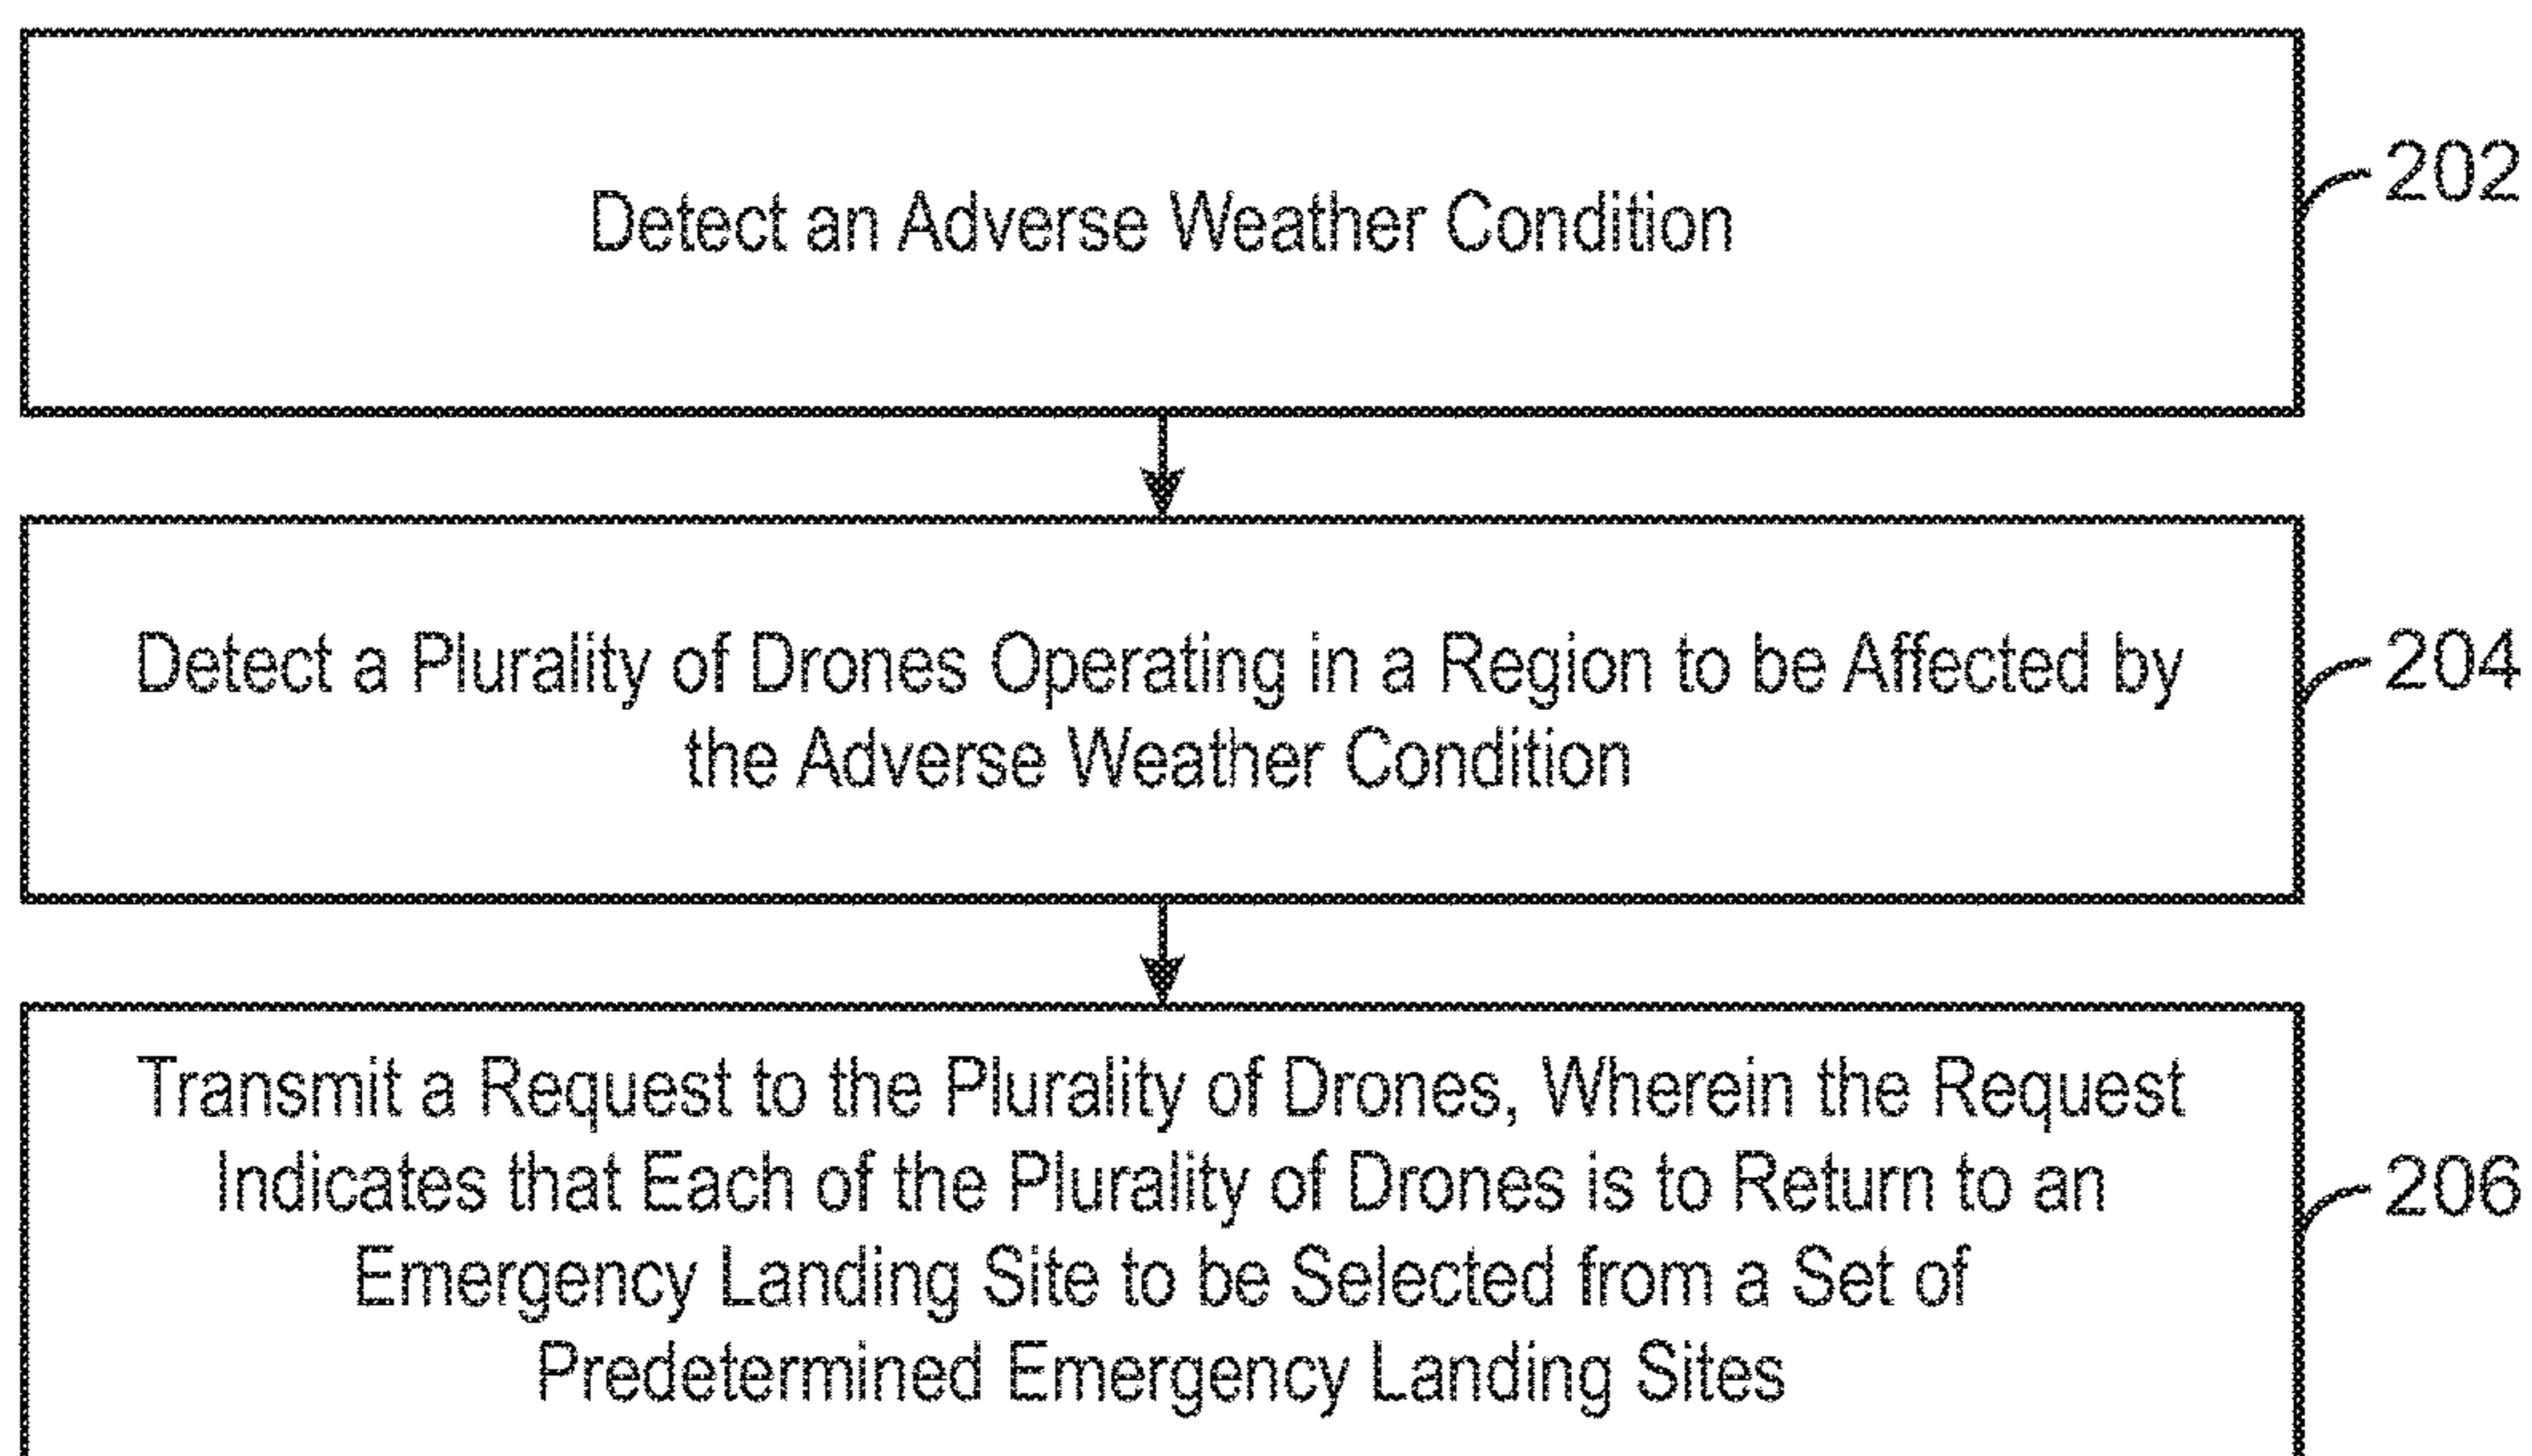 Detect an Adverse Weather Condition
202
Detect a Plurality of Drones Operating in a Region to be Affected by
the Adverse Weather Condition
204
Transmit a Request to the Plurality of Drones, Wherein the Request
Indicates that Each of the Plurality of Drones is to Return to an
Emergency Landing Site to be Selected from a Set of
Predetermined Emergency Landing Sites
206